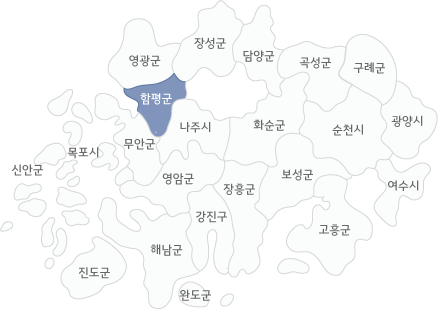 장성군
담양군
영광군
곡성군
구례군
함평군
나주시
화순군
순천시
광양시
무안군
목포시
신안군
영암군
장흥군
보성군
여수시
강진구
고흥군
해남군
진도군
완도군